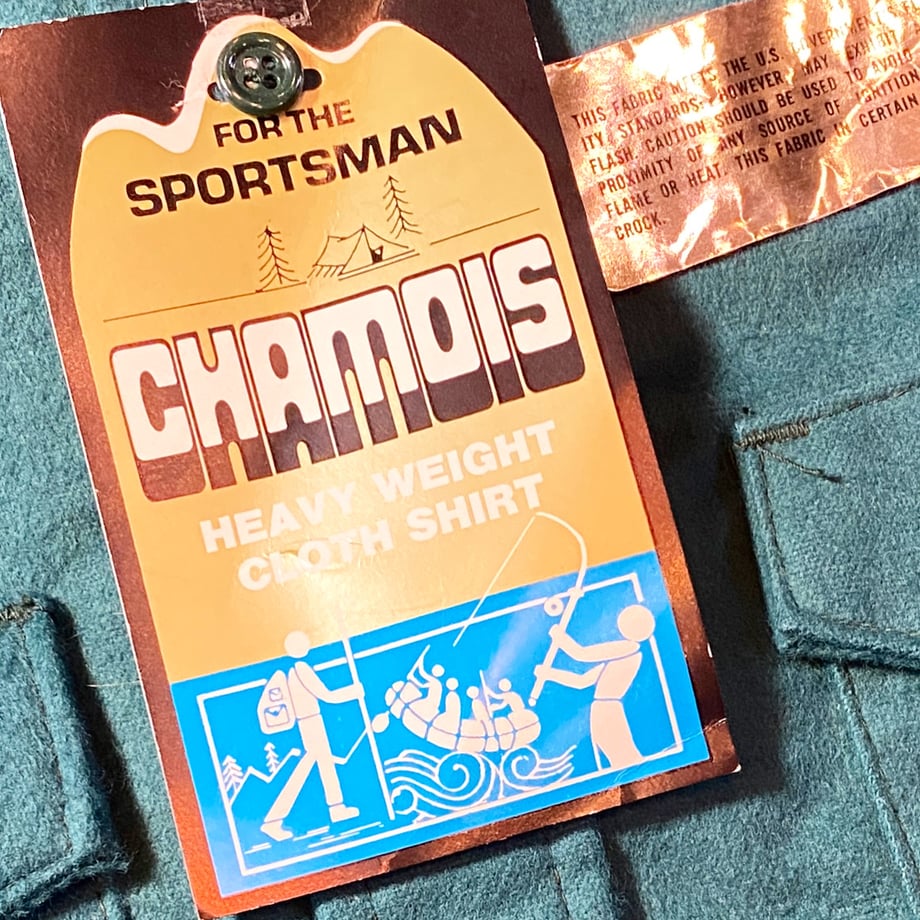 FOR THE
SPORTSMAN
CHAMOIS
HEAVY WEIGHT
CLOTH SHIRT
THIS FABRIC MEETS THE U.S. GOVERNMENT
ITY STANDARDS. HOWEVER, MAY EXHIBIT
FLASH CAUTION SHOULD BE USED TO AVOID
PROXIMITY OF ANY SOURCE OF IGNITION
FLAME OR HEAT. THIS FABRIC IN CERTAIN
CROCK.